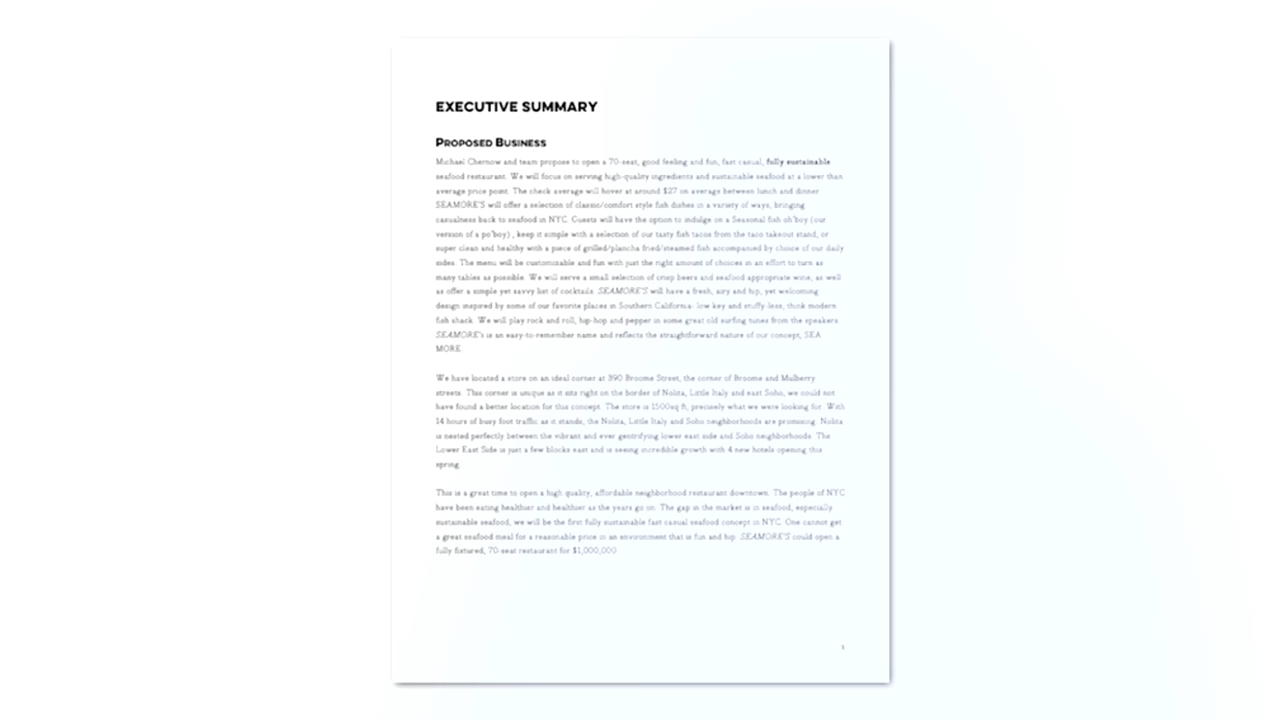 EXECUTIVE SUMMARY
PROPOSED BUSINESS
Michael Chernow and team propose to open a 70-seat, good feeling and fun, fast casual, fully sustainable
seafood restaurant. We will focus on serving high-quality ingredients and sustainable seafood at a lower than
average price point. The check average will hover at around $27 on average between lunch and dinner
SEAMORE'S will offer a selection of classic/comfort style fish dishes in a variety of ways, bringing
casualness back to seafood in NYC. Guests will have the option to indulge on a Seasonal fish oh'boy (our
version of a po'boy) , keep it simple with a selection of our tasty fish tacos from the taco takeout stand, or
super clean and healthy with a piece of grilled/plancha fried/steamed fish accompanied by choice of our daily
sides. The menu will be customizable and fun with just the right amount of choices in an effort to turn as
many tables as possible. We will serve a small selection of crisp beers and seafood appropriate wine, as well
as offer a simple yet savvy list of cocktails. SEAMORE'S will have a fresh, airy and hip, yet welcoming
design inspired by some of our favorite places in Southern California- low key and stuffy-less, think modern
fish shack. We will play rock and roll, hip-hop and pepper in some great old surfing tunes from the speakers
SEAMORE's is an easy-to-remember name and reflects the straightforward nature of our concept, SEA
MORE.
We have located a store on an ideal corner at 390 Broome Street, the corner of Broome and Mulberry
streets. This corner is unique as it sits right on the border of Nolita, Little Italy and east Soho, we could not
have found a better location for this concept. The store is 1500sq ft, precisely what we were looking for. With
14 hours of busy foot traffic as it stands, the Nolita, Little Italy and Soho neighborhoods are promising. Nolita
is nested perfectly between the vibrant and ever gentrifying lower east side and Soho neighborhoods. The
Lower East Side is just a few blocks east and is seeing incredible growth with 4 new hotels opening this
spring.
This is a great time to open a high quality, affordable neighborhood restaurant downtown. The people of NYC
have been eating healthier and healthier as the years go on. The gap in the market is in seafood, especially
sustainable seafood, we will be the first fully sustainable fast casual seafood concept in NYC. One cannot get
a great seafood meal for a reasonable price in an environment that is fun and hip. SEAMORE'S could open a
fully fixtured, 70-seat restaurant for $1,000,000
1